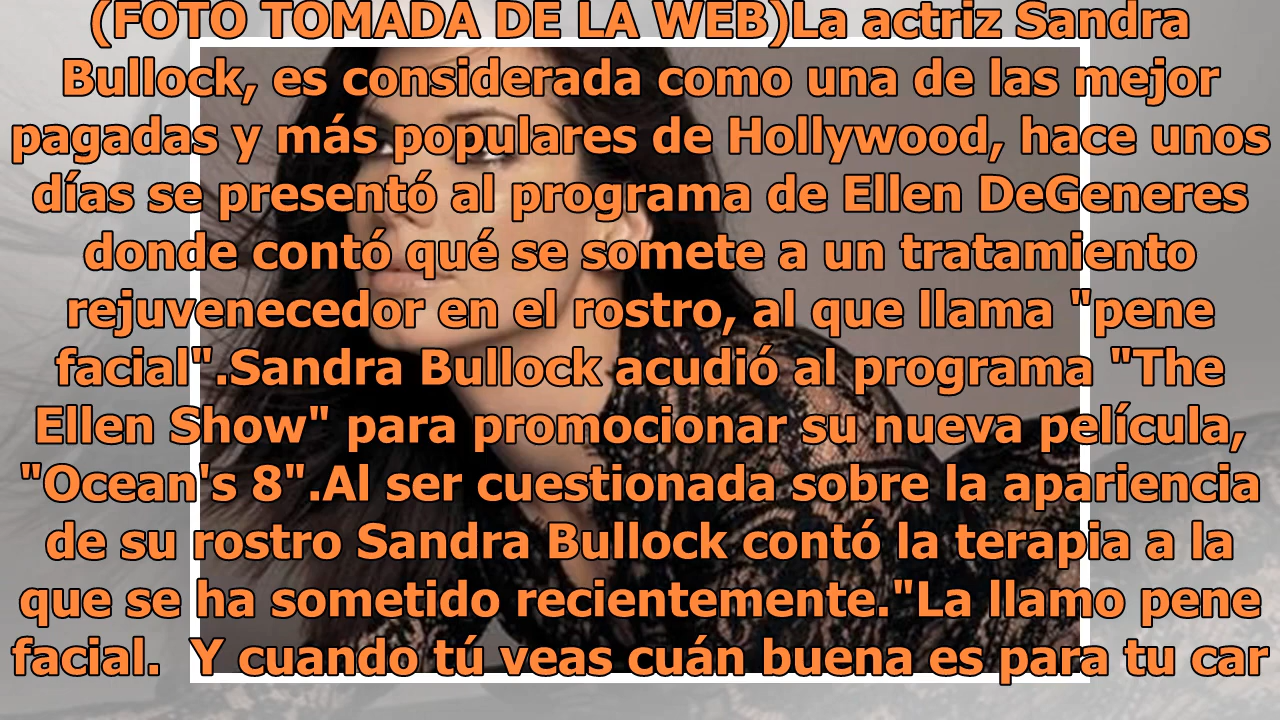 (FOTO TOMADA DE LA WEB)La actriz Sandra
Bullock, es considerada como una de las mejor
pagadas y más populares de Hollywood, hace unos
días se presentó al programa de Ellen DeGeneres
donde contó qué se somete a un tratamiento
rejuvenecedor en el rostro, al que llama "pene
facial".Sandra Bullock acudió al programa "The
Ellen Show" para promocionar su nueva película,
"Ocean's 8".Al ser cuestionada sobre la apariencia
de su rostro Sandra Bullock contó la terapia a la
que se ha sometido recientemente."La llamo pene
facial.  Y cuando tú veas cuán buena es para tu car